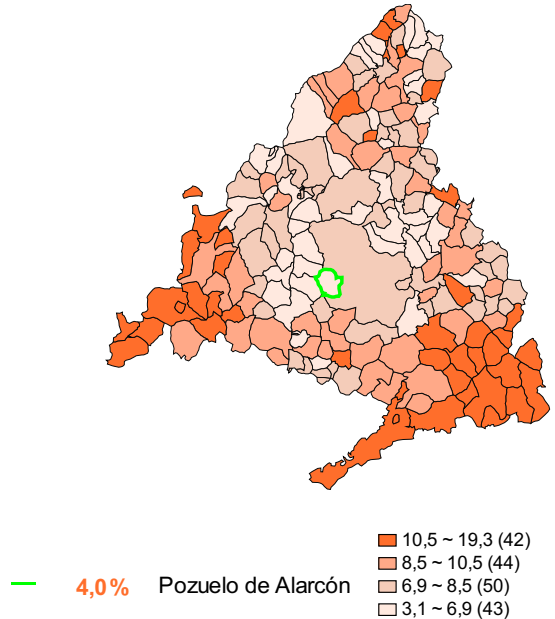 10,5 ~ 19,3 (42)
8,5 ~ 10,5 (44)
4,0% Pozuelo de Alarcón
6,9 ~ 8,5 (50)
3,1 ~ 6,9 (43)